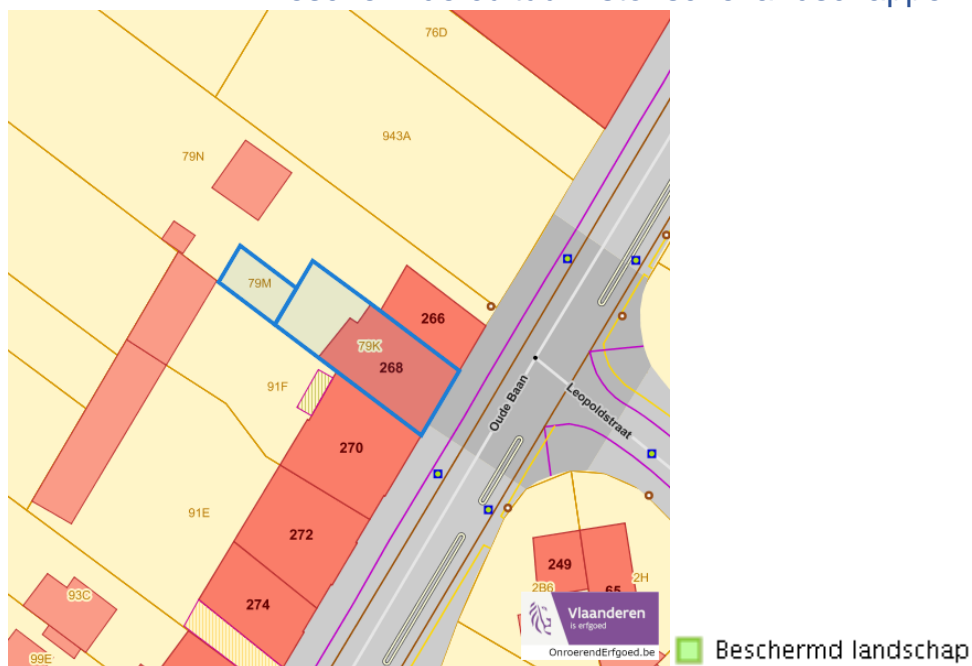 76D
943A
79N
79M
266
79K
268
91F
Oude Baan
Leopoldstraat
270
91E
272
249
2H
65
2B6
93C
274
Vlaanderen
is erfgoed
OnroerendErfgoed.be
Beschermd landschap
99E